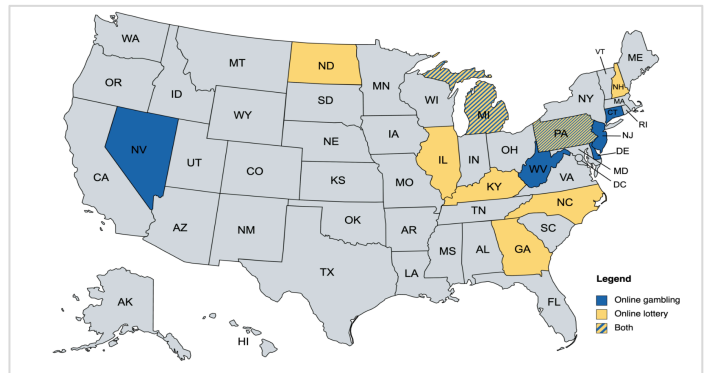 WA
MT
ND
MN
VT
ME
OR
ID
SD
WI
NH
NY
MA
CT
RI
WY
MI
IA
PA
NJ
NE
OH
NV
IL
IN
DE
UT
CO
WV
MD
CA
KS
MO
VA
DC
KY
NC
TN
OK
AZ
NM
AR
SC
MS
AL
GA
TX
LA
FL
AK
HI
Legend
Online gambling
Online lottery
Both